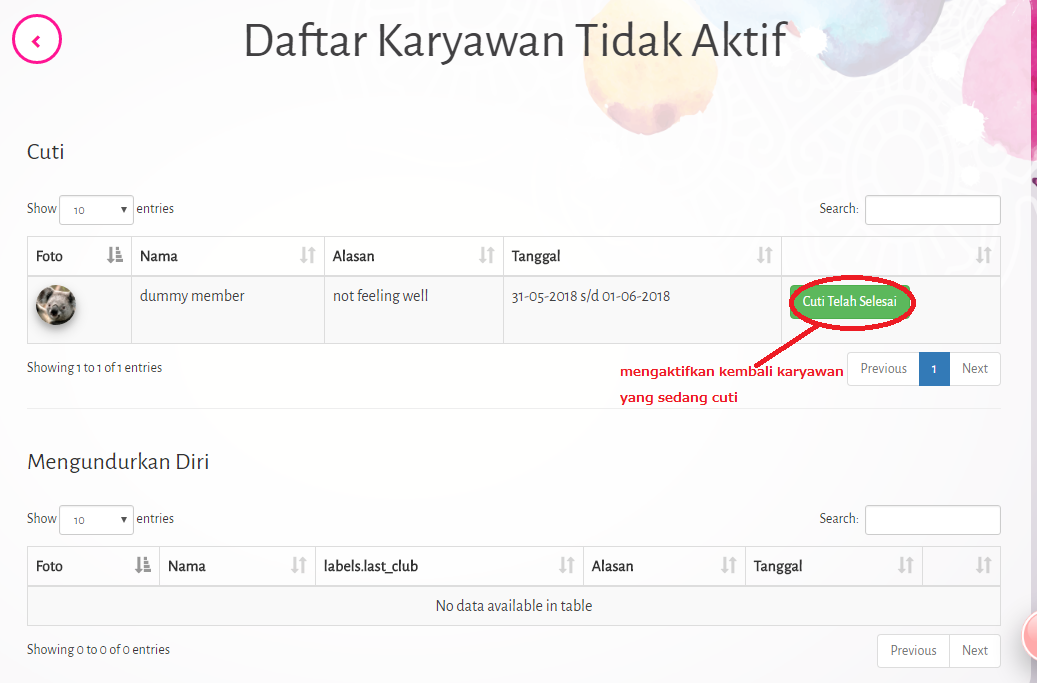 Daftar Karyawan Tidak Aktif
Cuti
Show 10 entries Search:
Foto Nama Alasan Tanggal
dummy member not feeling well 31-05-2018 s/d 01-06-2018 Cuti Telah Selesai
Showing 1 to 1 of 1 entries Previous 1 Next
mengaktifkan kembali karyawan
yang sedang cuti
Mengundurkan Diri
Show 10 entries Search:
Foto Nama labels.last_club Alasan Tanggal
No data available in table
Showing 0 to 0 of 0 entries Previous Next